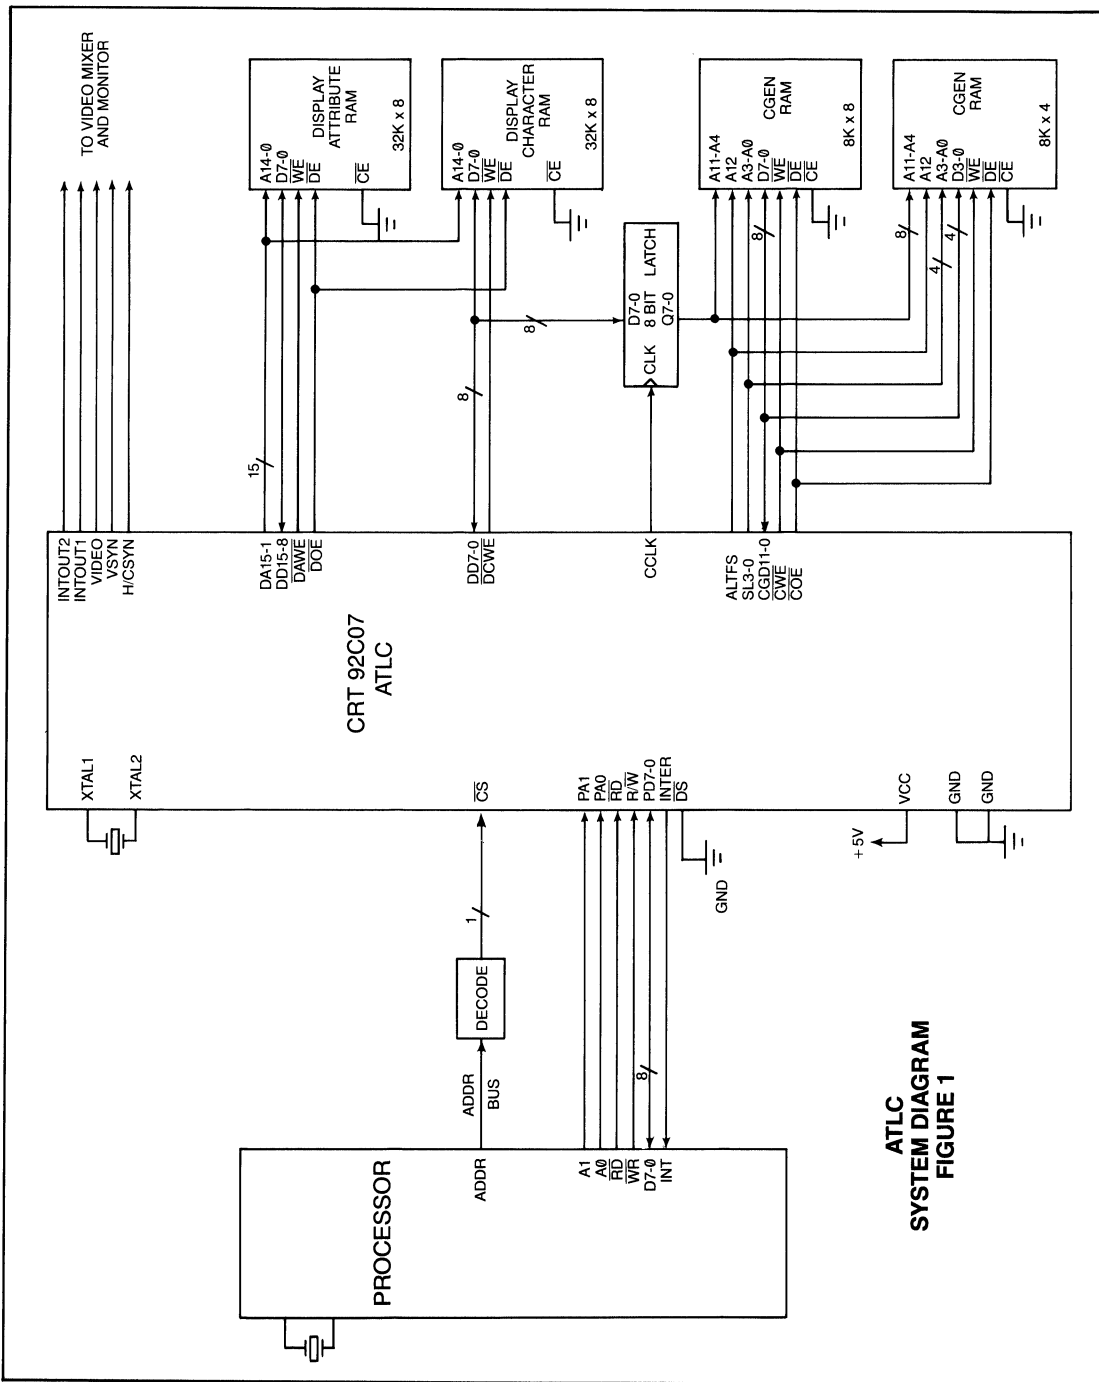 TO VIDEO MIXER
AND MONITOR
A14-0
D7-0
WE
DE
CE
DISPLAY
ATTRIBUTE
RAM
32K x 8
A14-0
D7-0
WE
DE
CE
DISPLAY
CHARACTER
RAM
32K x 8
A11-A4
A12
A3-A0
D7-0
WE
DE
CE
CGEN
RAM
8K x 8
A11-A4
A12
A3-A0
D3-0
WE
DE
CE
CGEN
RAM
8K x 4
D7-0
8 BIT LATCH
CLK Q7-0
8
8
8
8
4
4
15
INTOUT2
INTOUT1
VIDEO
VSYN
H/CSYN
DA15-1
DD15-8
DAWE
DOE
DD7-0
DCWE
CCLK
ALTFS
SL3-0
CGD11-0
CWE
COE
CRT 92C07
ATLC
XTAL1
XTAL2
CS
PA1
PA0
RD
R/W
PD7-0
INTER
DS
VCC
GND
GND
+5V
GND
1
DECODE
ADDR
BUS
8
PROCESSOR
ADDR
A1
A0
RD
WR
D7-0
INT
ATLC
SYSTEM DIAGRAM
FIGURE 1